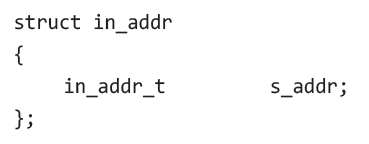 struct in_addr
{
in_addr_t s_addr;
};